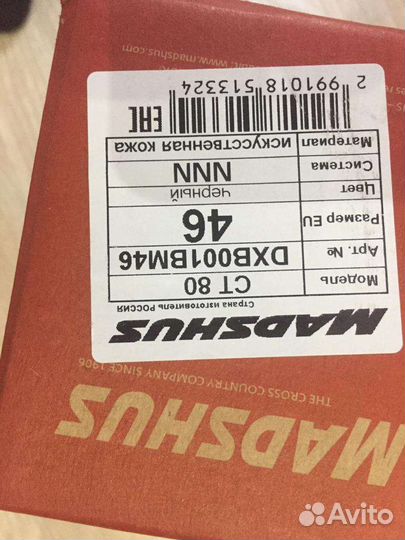 MADSHUS
THE CROSS COUNTRY COMPANY SINCE 1906
MADSHUS
Страна изготовитель РОССИЯ
Модель CT 80
Арт. № DXB001BM46
Размер EU 46
Цвет черный
Система NNN
Материал искусственная кожа
EAC
2 991018 513324
www.madshus.com
Avito